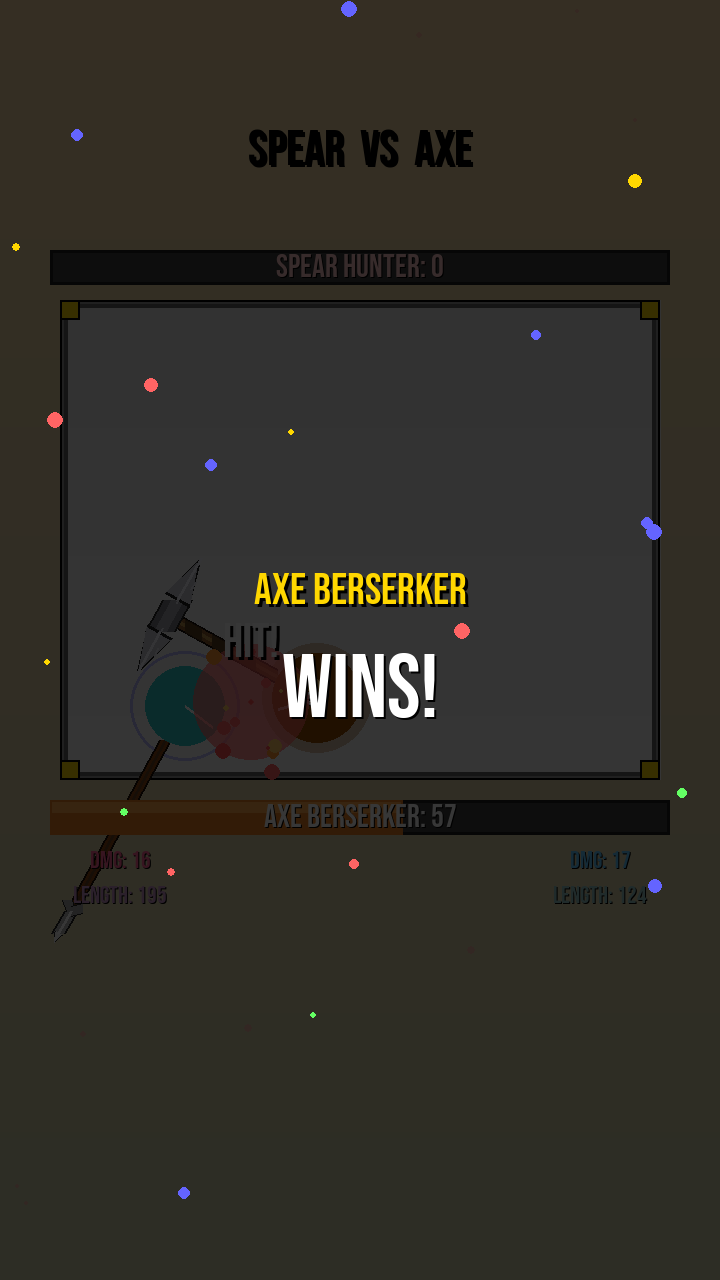 SPEAR VS AXE
SPEAR HUNTER: 0
AXE BERSERKER
HIT!
WINS!
AXE BERSERKER: 57
DMG: 16
DMG: 17
LENGTH: 195
LENGTH: 124